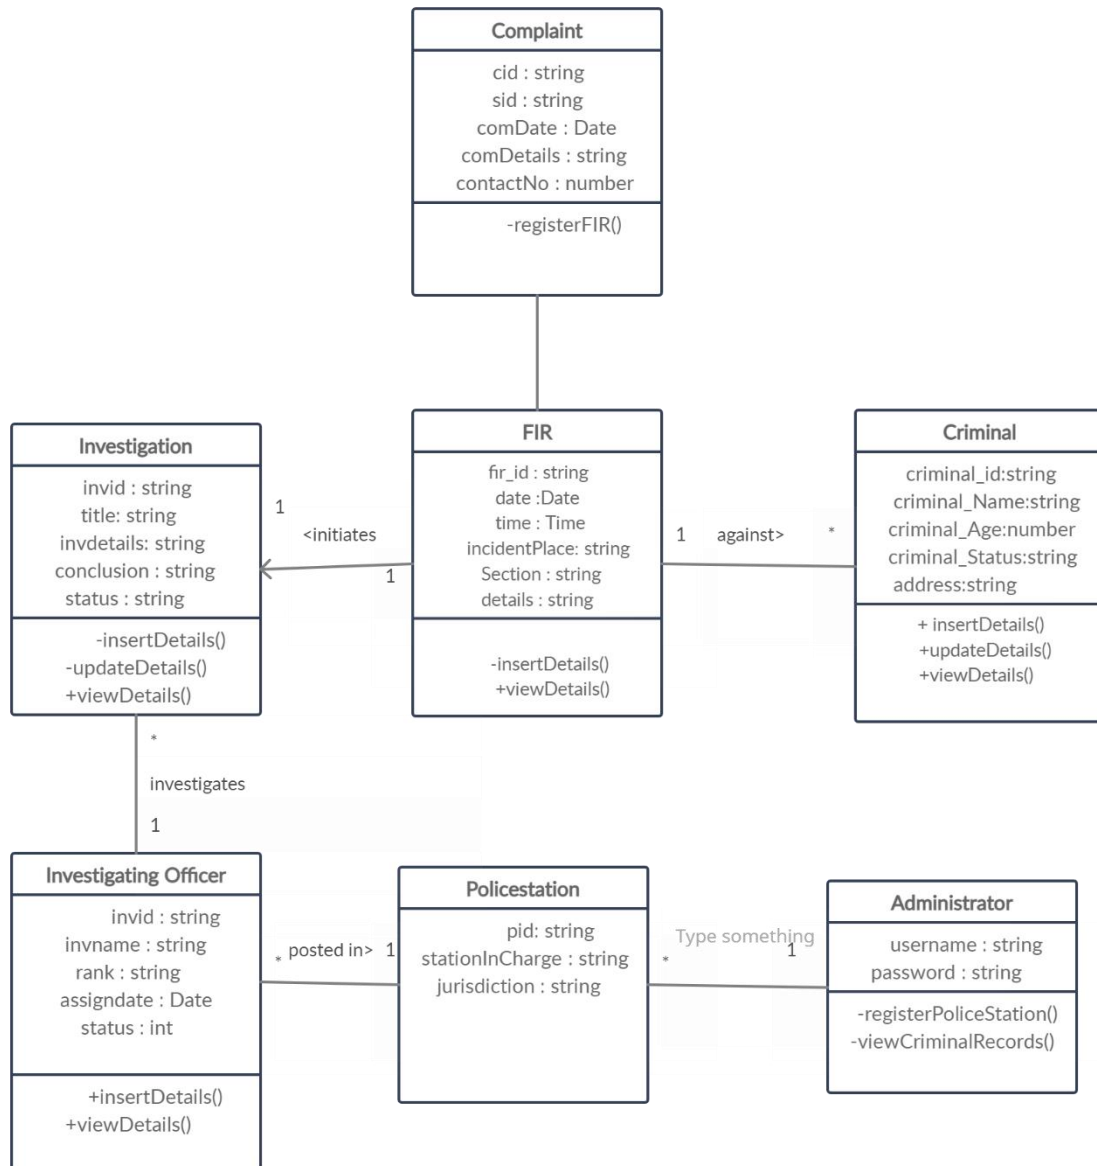 Complaint
cid : string
sid : string
comDate : Date
comDetails : string
contactNo : number
-registerFIR()
Investigation
invid : string
title: string
invdetails: string
conclusion : string
status : string
-insertDetails()
-updateDetails()
+viewDetails()
1
<initiates
1
FIR
fir_id : string
date :Date
time : Time
incidentPlace: string
Section : string
details : string
-insertDetails()
+viewDetails()
1 against> *
Criminal
criminal_id:string
criminal_Name:string
criminal_Age:number
criminal_Status:string
address:string
+ insertDetails()
+updateDetails()
+viewDetails()
*
investigates
1
Investigating Officer
invid : string
invname : string
rank : string
assigndate : Date
status : int
+insertDetails()
+viewDetails()
* posted in> 1
Policestation
pid: string
stationInCharge : string
jurisdiction : string
Type something
* 1
Administrator
username : string
password : string
-registerPoliceStation()
-viewCriminalRecords()